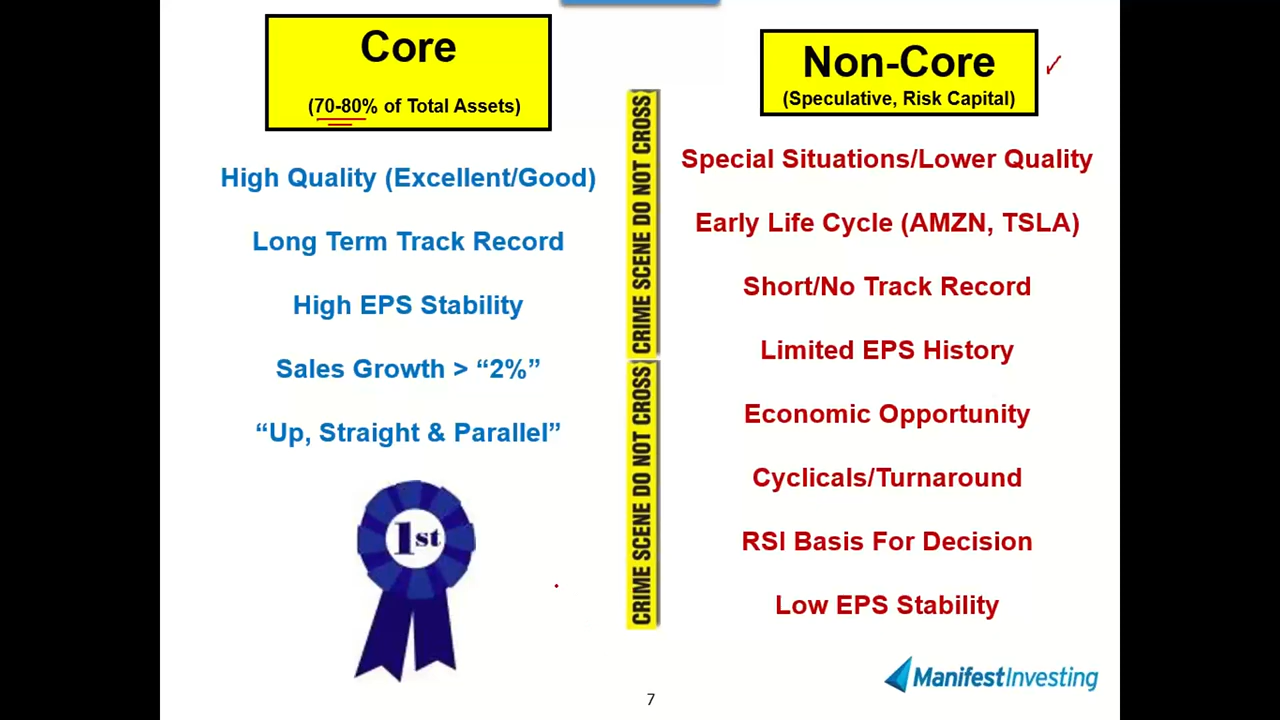 Core
(70-80% of Total Assets)
High Quality (Excellent/Good)
Long Term Track Record
High EPS Stability
Sales Growth > “2%”
“Up, Straight & Parallel”
1st
CRIME SCENE DO NOT CROSS
CRIME SCENE DO NOT CROSS
Non-Core
(Speculative, Risk Capital)
Special Situations/Lower Quality
Early Life Cycle (AMZN, TSLA)
Short/No Track Record
Limited EPS History
Economic Opportunity
Cyclicals/Turnaround
RSI Basis For Decision
Low EPS Stability
ManifestInvesting
7